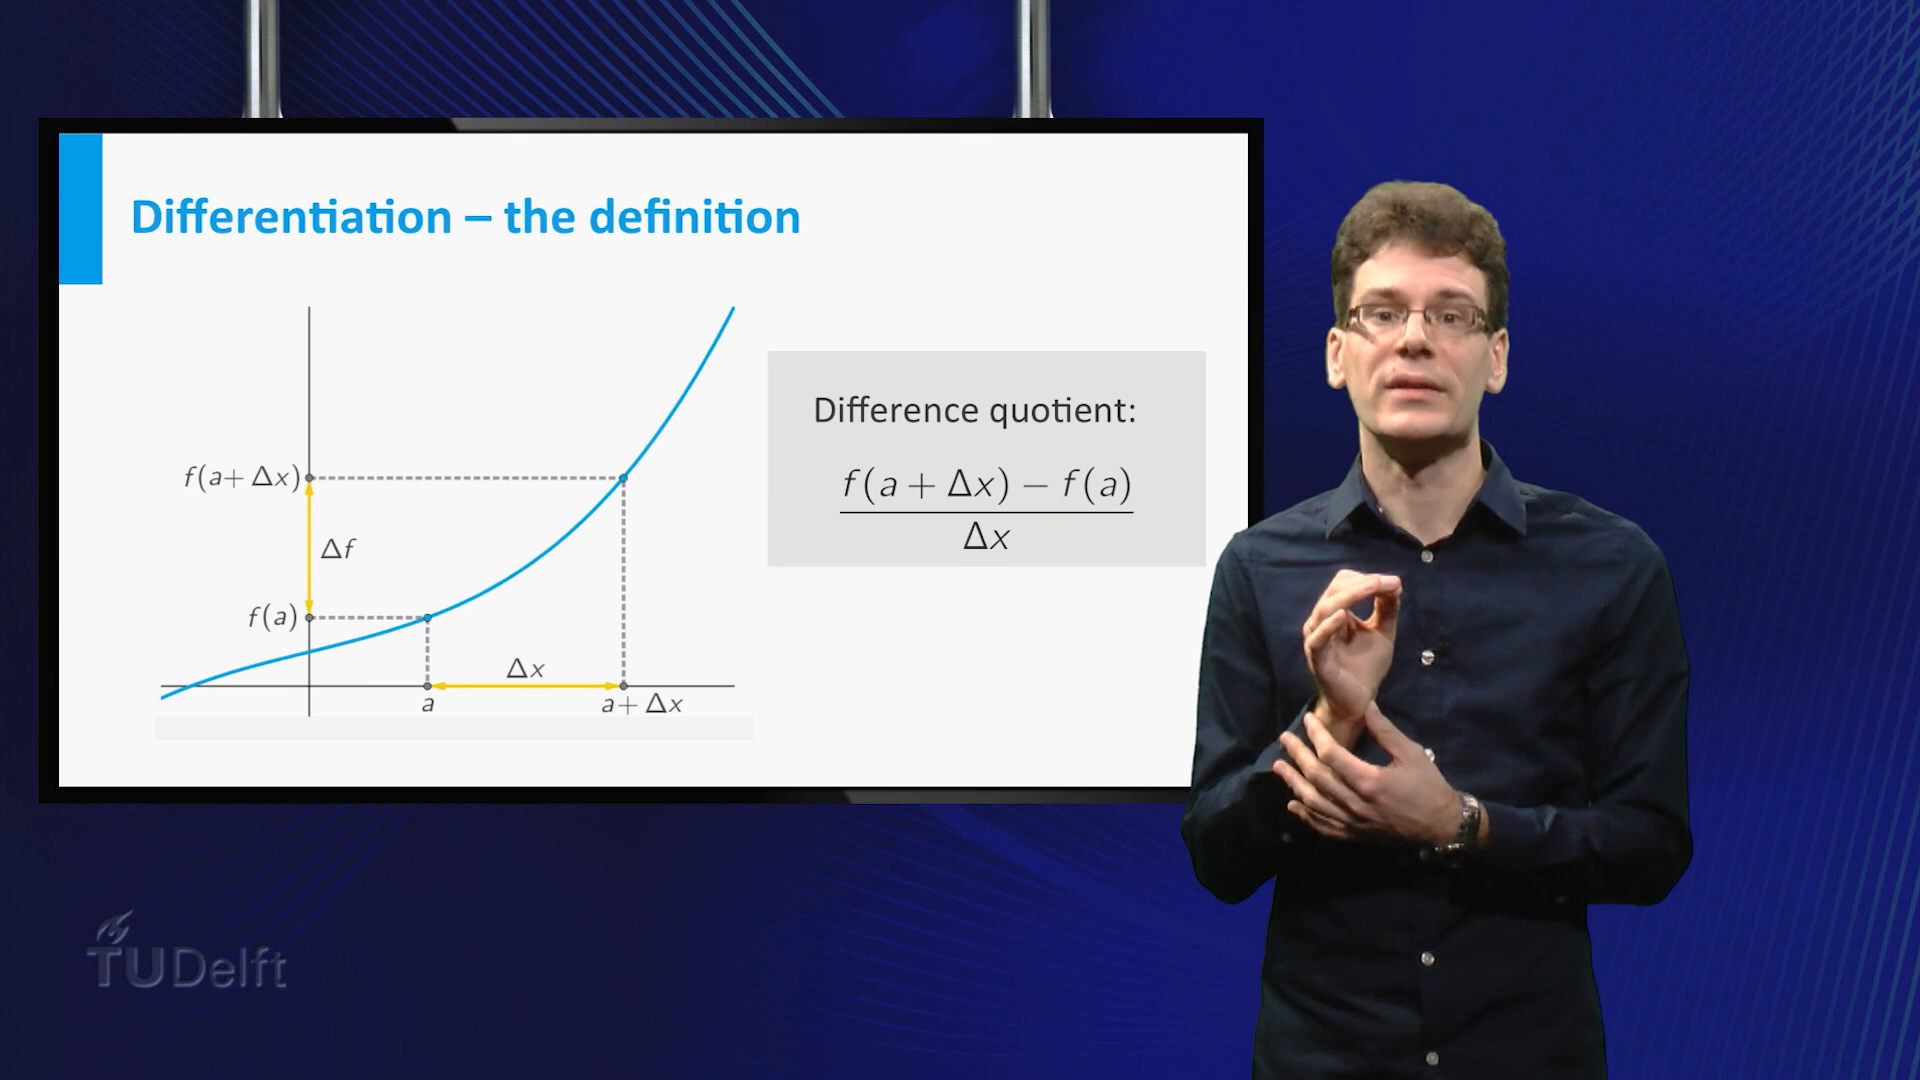 Differentiation – the definition
f(a+ Δx)
Δf
f(a)
Δx
a
a+ Δx
Difference quotient:
f(a + Δx) − f(a)
Δx
TUDelft